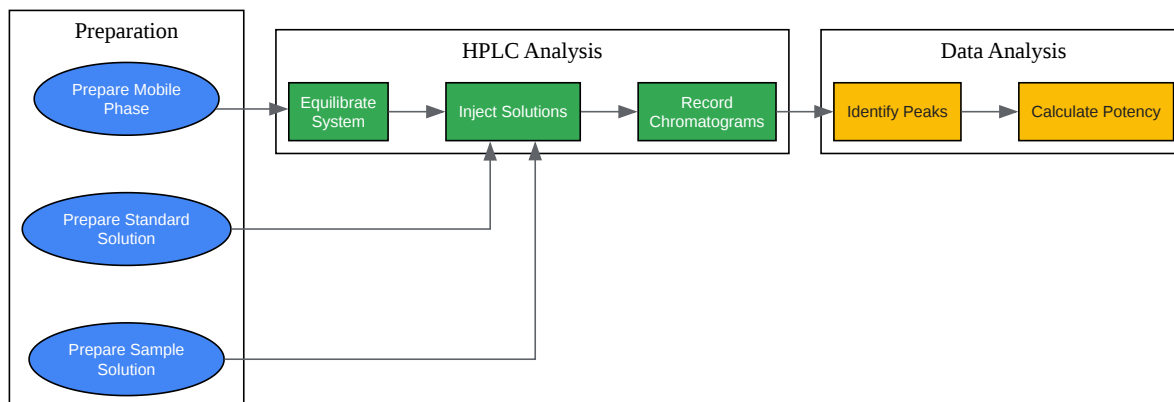 Preparation
Prepare Mobile
Phase
Prepare Standard
Solution
Prepare Sample
Solution
HPLC Analysis
Equilibrate
System
Inject Solutions
Record
Chromatograms
Data Analysis
Identify Peaks
Calculate Potency